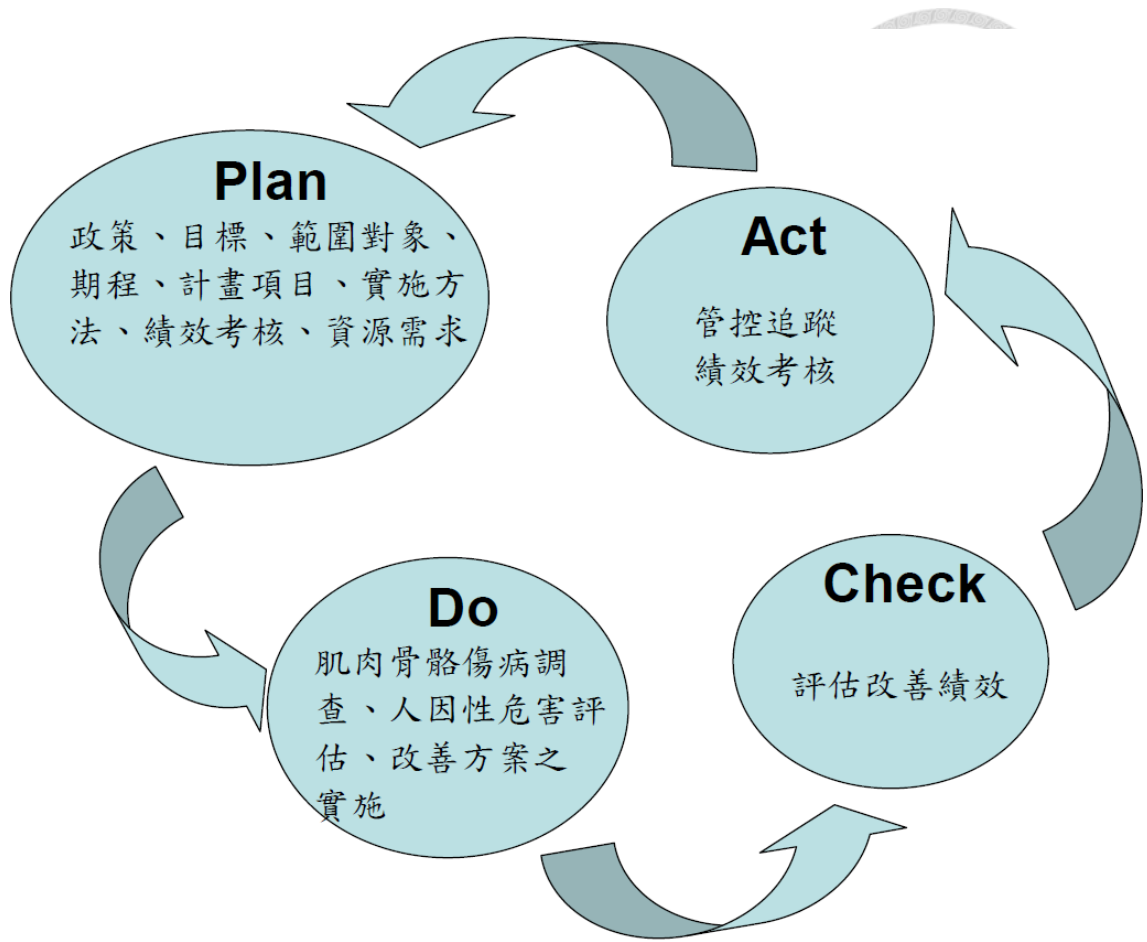 Plan
政策、目標、範圍對象、
期程、計畫項目、實施方
法、績效考核、資源需求
Act
管控追蹤
績效考核
Do
肌肉骨骼傷病調
查、人因性危害評
估、改善方案之
實施
Check
評估改善績效